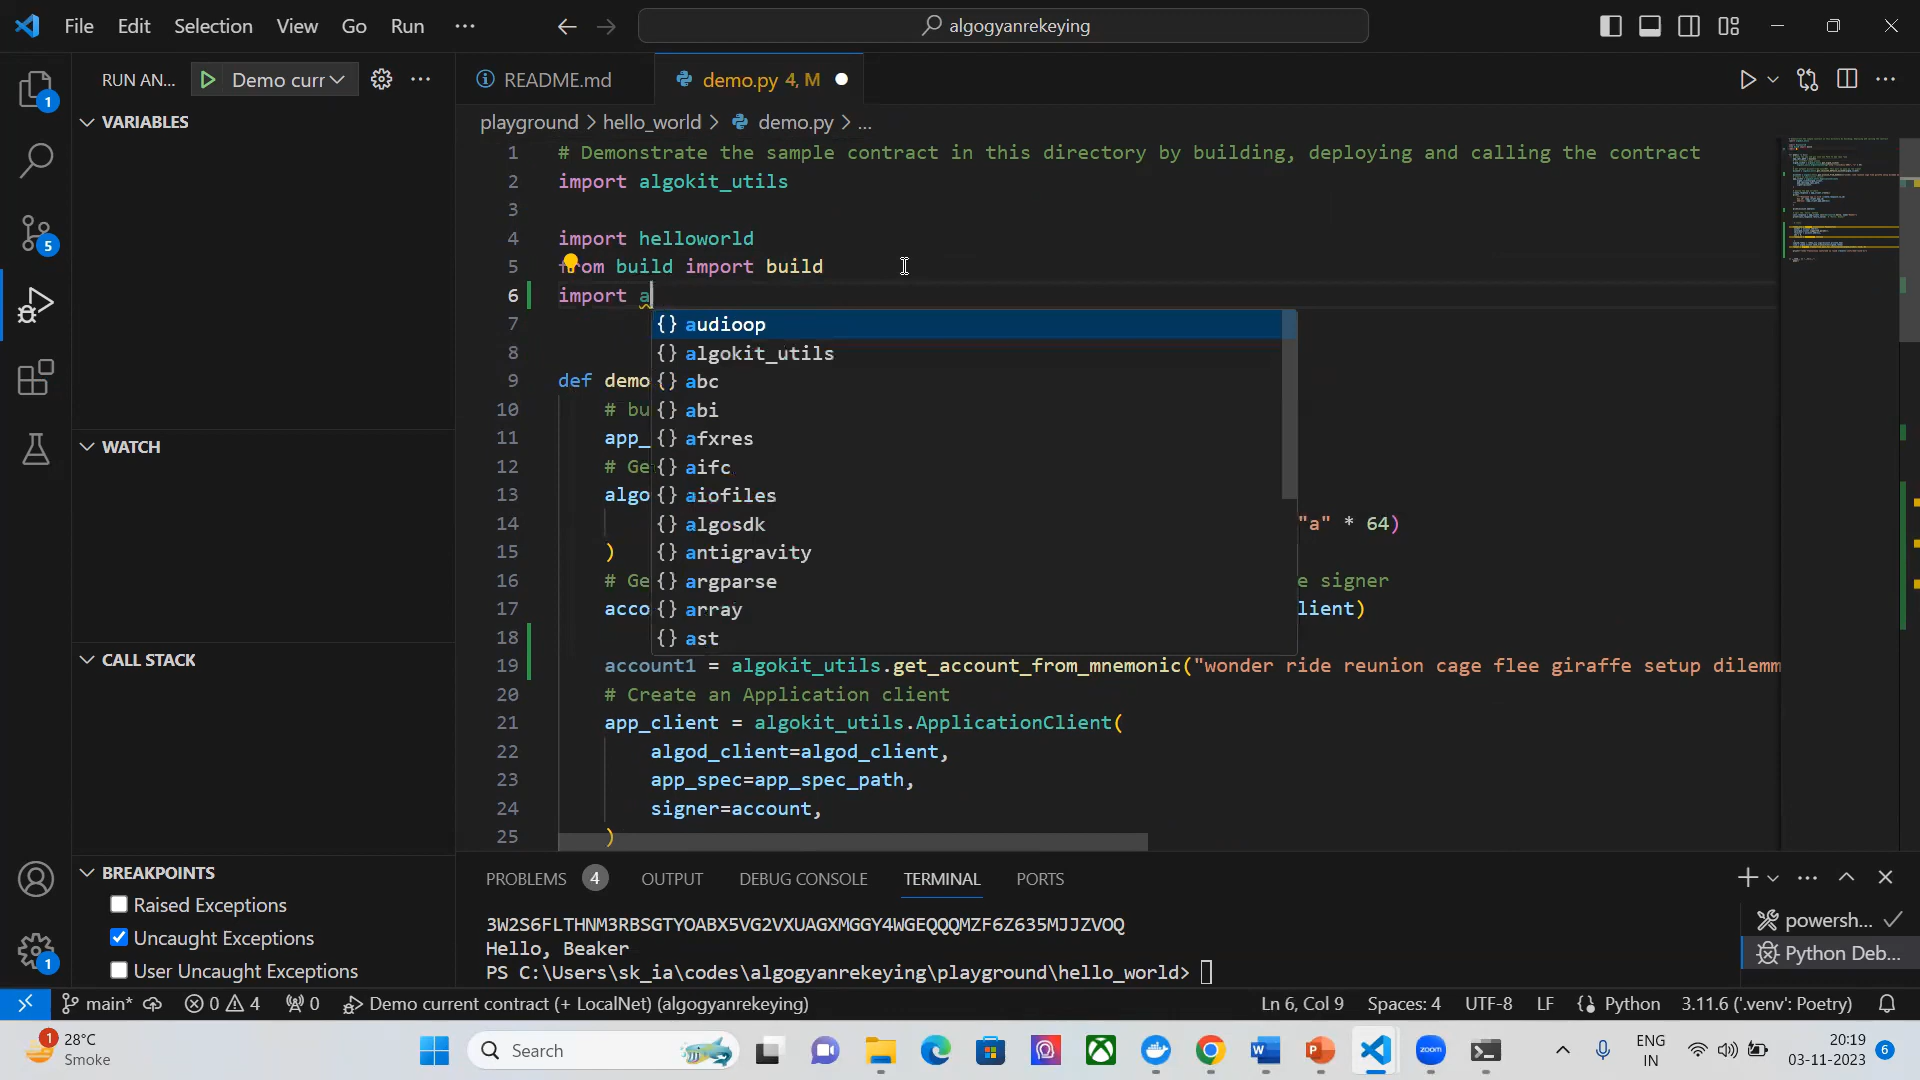 File Edit Selection View Go Run ···
algogyanrekeying
RUN AN... Demo curr ···
README.md
demo.py 4, M
playground > hello_world > demo.py > ...
VARIABLES
WATCH
CALL STACK
BREAKPOINTS
Raised Exceptions
Uncaught Exceptions
User Uncaught Exceptions
1
5
1
1 # Demonstrate the sample contract in this directory by building, deploying and calling the contract
2 import algokit_utils
3
4 import helloworld
5 from build import build
6 import a
7
8
9 def demo
10 # bu
11 app_
12 # Ge
13 algo
14 "a" * 64)
15 )
16 # Ge e signer
17 acco lient)
18
19 account1 = algokit_utils.get_account_from_mnemonic("wonder ride reunion cage flee giraffe setup dilemm
20 # Create an Application client
21 app_client = algokit_utils.ApplicationClient(
22 algod_client=algod_client,
23 app_spec=app_spec_path,
24 signer=account,
25 )
{} audioop
{} algokit_utils
{} abc
{} abi
{} afxres
{} aifc
{} aiofiles
{} algosdk
{} antigravity
{} argparse
{} array
{} ast
PROBLEMS 4 OUTPUT DEBUG CONSOLE TERMINAL PORTS
3W2S6FLTHNM3RBSGTYOABX5VG2VXUAGXMGGY4WGEQQQMZF6Z635MJJZVOQ
Hello, Beaker
PS C:\Users\sk_ia\codes\algogyanrekeying\playground\hello_world>
powersh...
Python Deb...
main* 0 4 0 Demo current contract (+ LocalNet) (algogyanrekeying) Ln 6, Col 9 Spaces: 4 UTF-8 LF {} Python 3.11.6 ('.venv': Poetry)
1 28°C
Smoke
Search
zoom
ENG
IN
20:19
03-11-2023
6